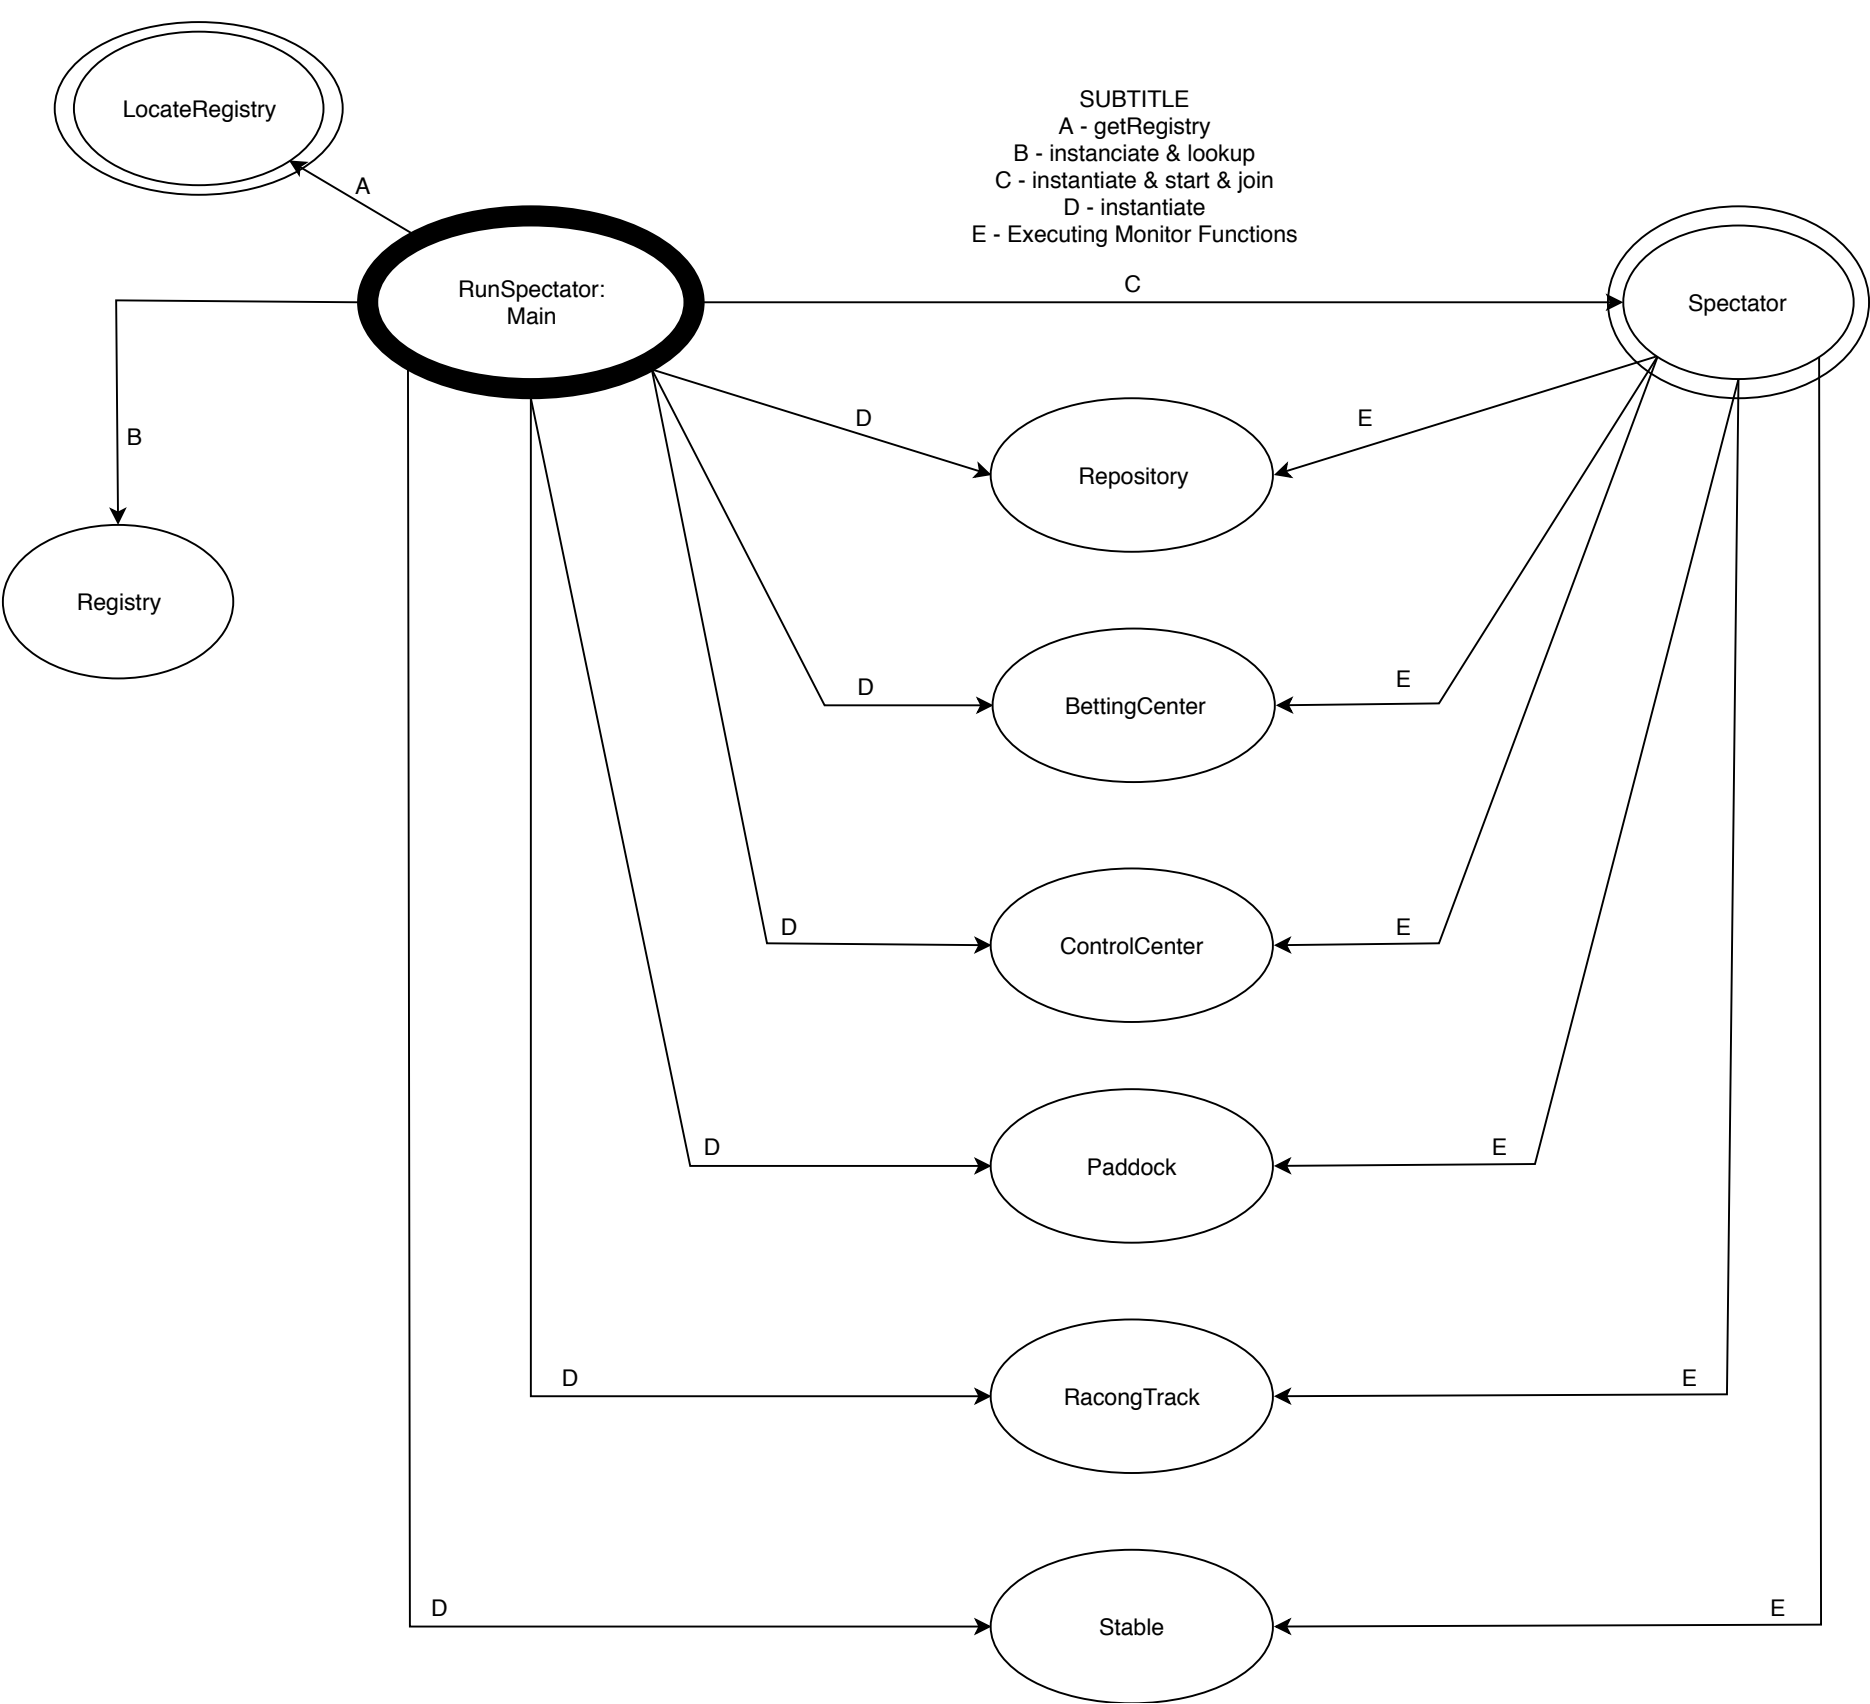 LocateRegistry
SUBTITLE
A - getRegistry
B - instanciate & lookup
C - instantiate & start & join
D - instantiate
E - Executing Monitor Functions
A
RunSpectator:
Main
C
Spectator
B
D
E
Repository
Registry
D
E
BettingCenter
D
E
ControlCenter
D
E
Paddock
D
E
RacongTrack
D
E
Stable